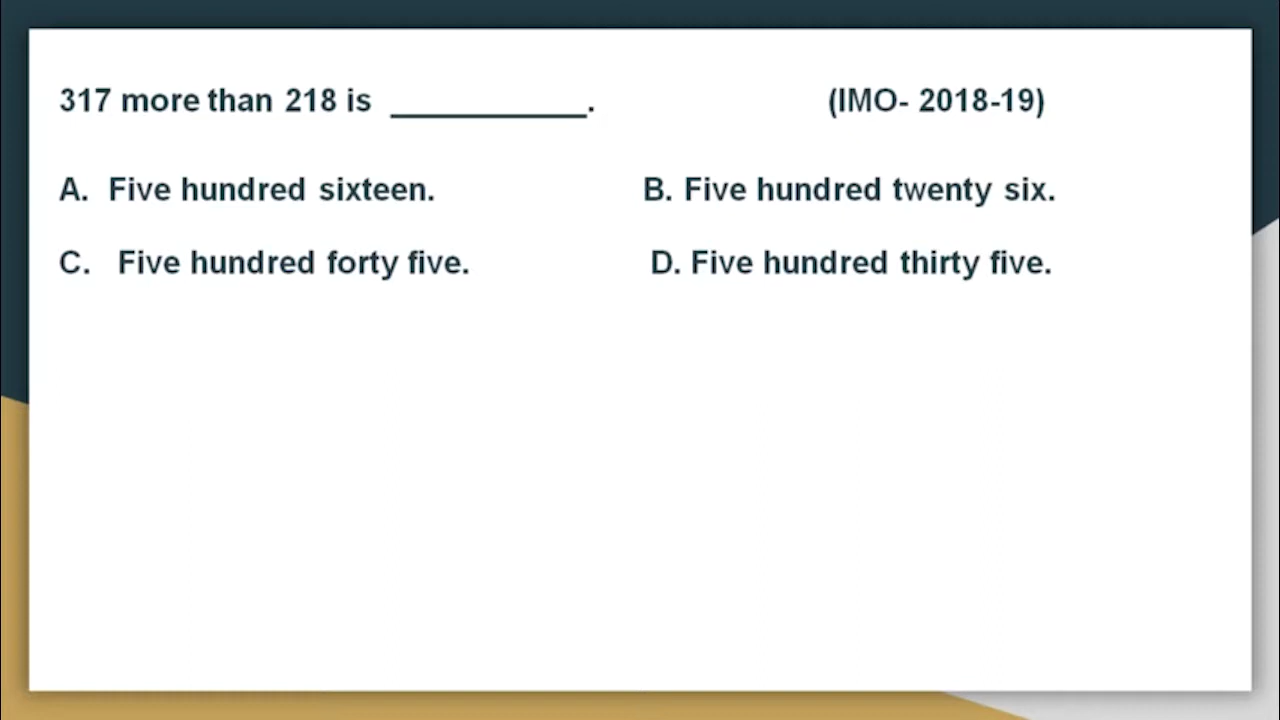 317 more than 218 is ___________. (IMO- 2018-19)
A. Five hundred sixteen. B. Five hundred twenty six.
C. Five hundred forty five. D. Five hundred thirty five.